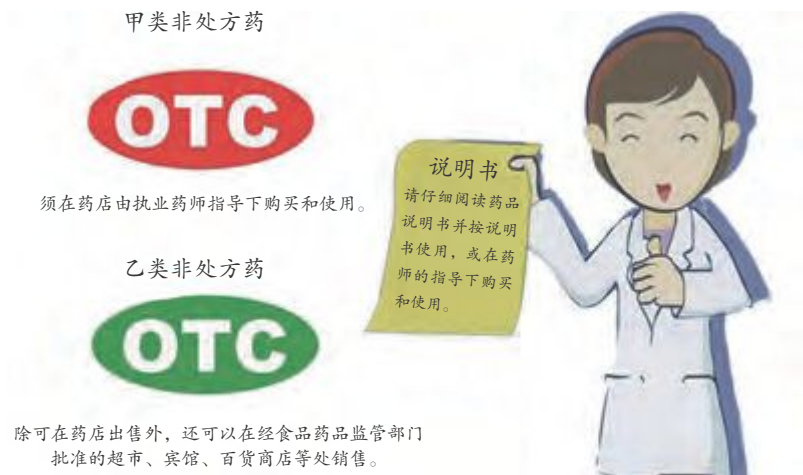 甲类非处方药
OTC
须在药店由执业药师指导下购买和使用。
乙类非处方药
OTC
除可在药店出售外，还可以在经食品药品监管部门
批准的超市、宾馆、百货商店等处销售。
说明书
请仔细阅读药品
说明书并按说明
书使用，或在药
师的指导下购买
和使用。